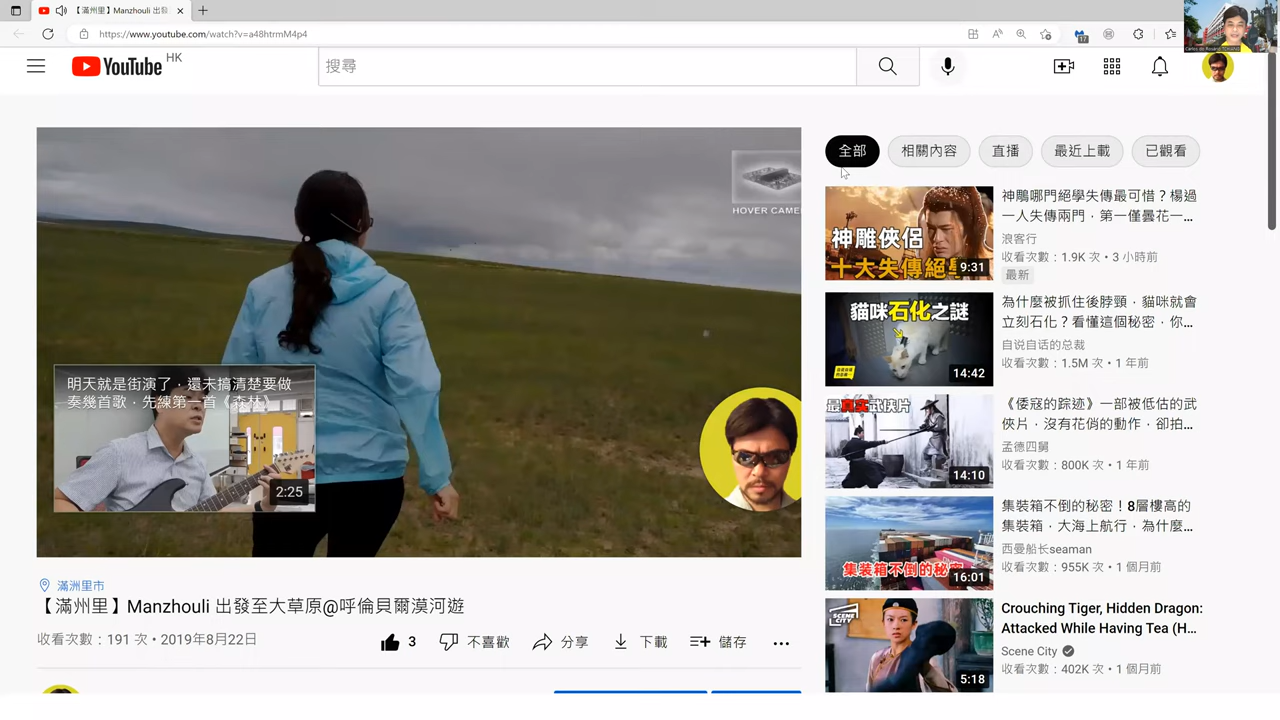 【滿州里】Manzhouli 出發
https://www.youtube.com/watch?v=a48htrmM4p4
17
YouTube HK
搜尋
HOVER CAME
明天就是街演了，還未搞清楚要做
奏幾首歌，先練第一首《森林》
2:25
滿洲里市
【滿州里】Manzhouli 出發至大草原@呼倫貝爾漠河遊
收看次數：191 次 • 2019年8月22日
3
不喜歡
分享
下載
儲存
全部
相關內容
直播
最近上載
已觀看
神雕俠侶
十大失傳絕
9:31
神鵰哪門絕學失傳最可惜？楊過
一人失傳兩門，第一僅曇花一...
浪客行
收看次數：1.9K 次 • 3 小時前
最新
貓咪石化之謎
14:42
為什麼被抓住後脖頸，貓咪就會
立刻石化？看懂這個秘密，你...
自说自话的总裁
收看次數：1.5M 次 • 1 年前
最真实武俠片
14:10
《倭寇的踪迹》一部被低估的武
俠片，沒有花俏的動作，卻拍...
孟德四舅
收看次數：800K 次 • 1 年前
集裝箱不倒的秘密
16:01
集裝箱不倒的秘密！8層樓高的
集裝箱，大海上航行，為什麼...
西曼船长seaman
收看次數：955K 次 • 1 個月前
SCENE
CITY
5:18
Crouching Tiger, Hidden Dragon:
Attacked While Having Tea (H...
Scene City
收看次數：402K 次 • 1 個月前